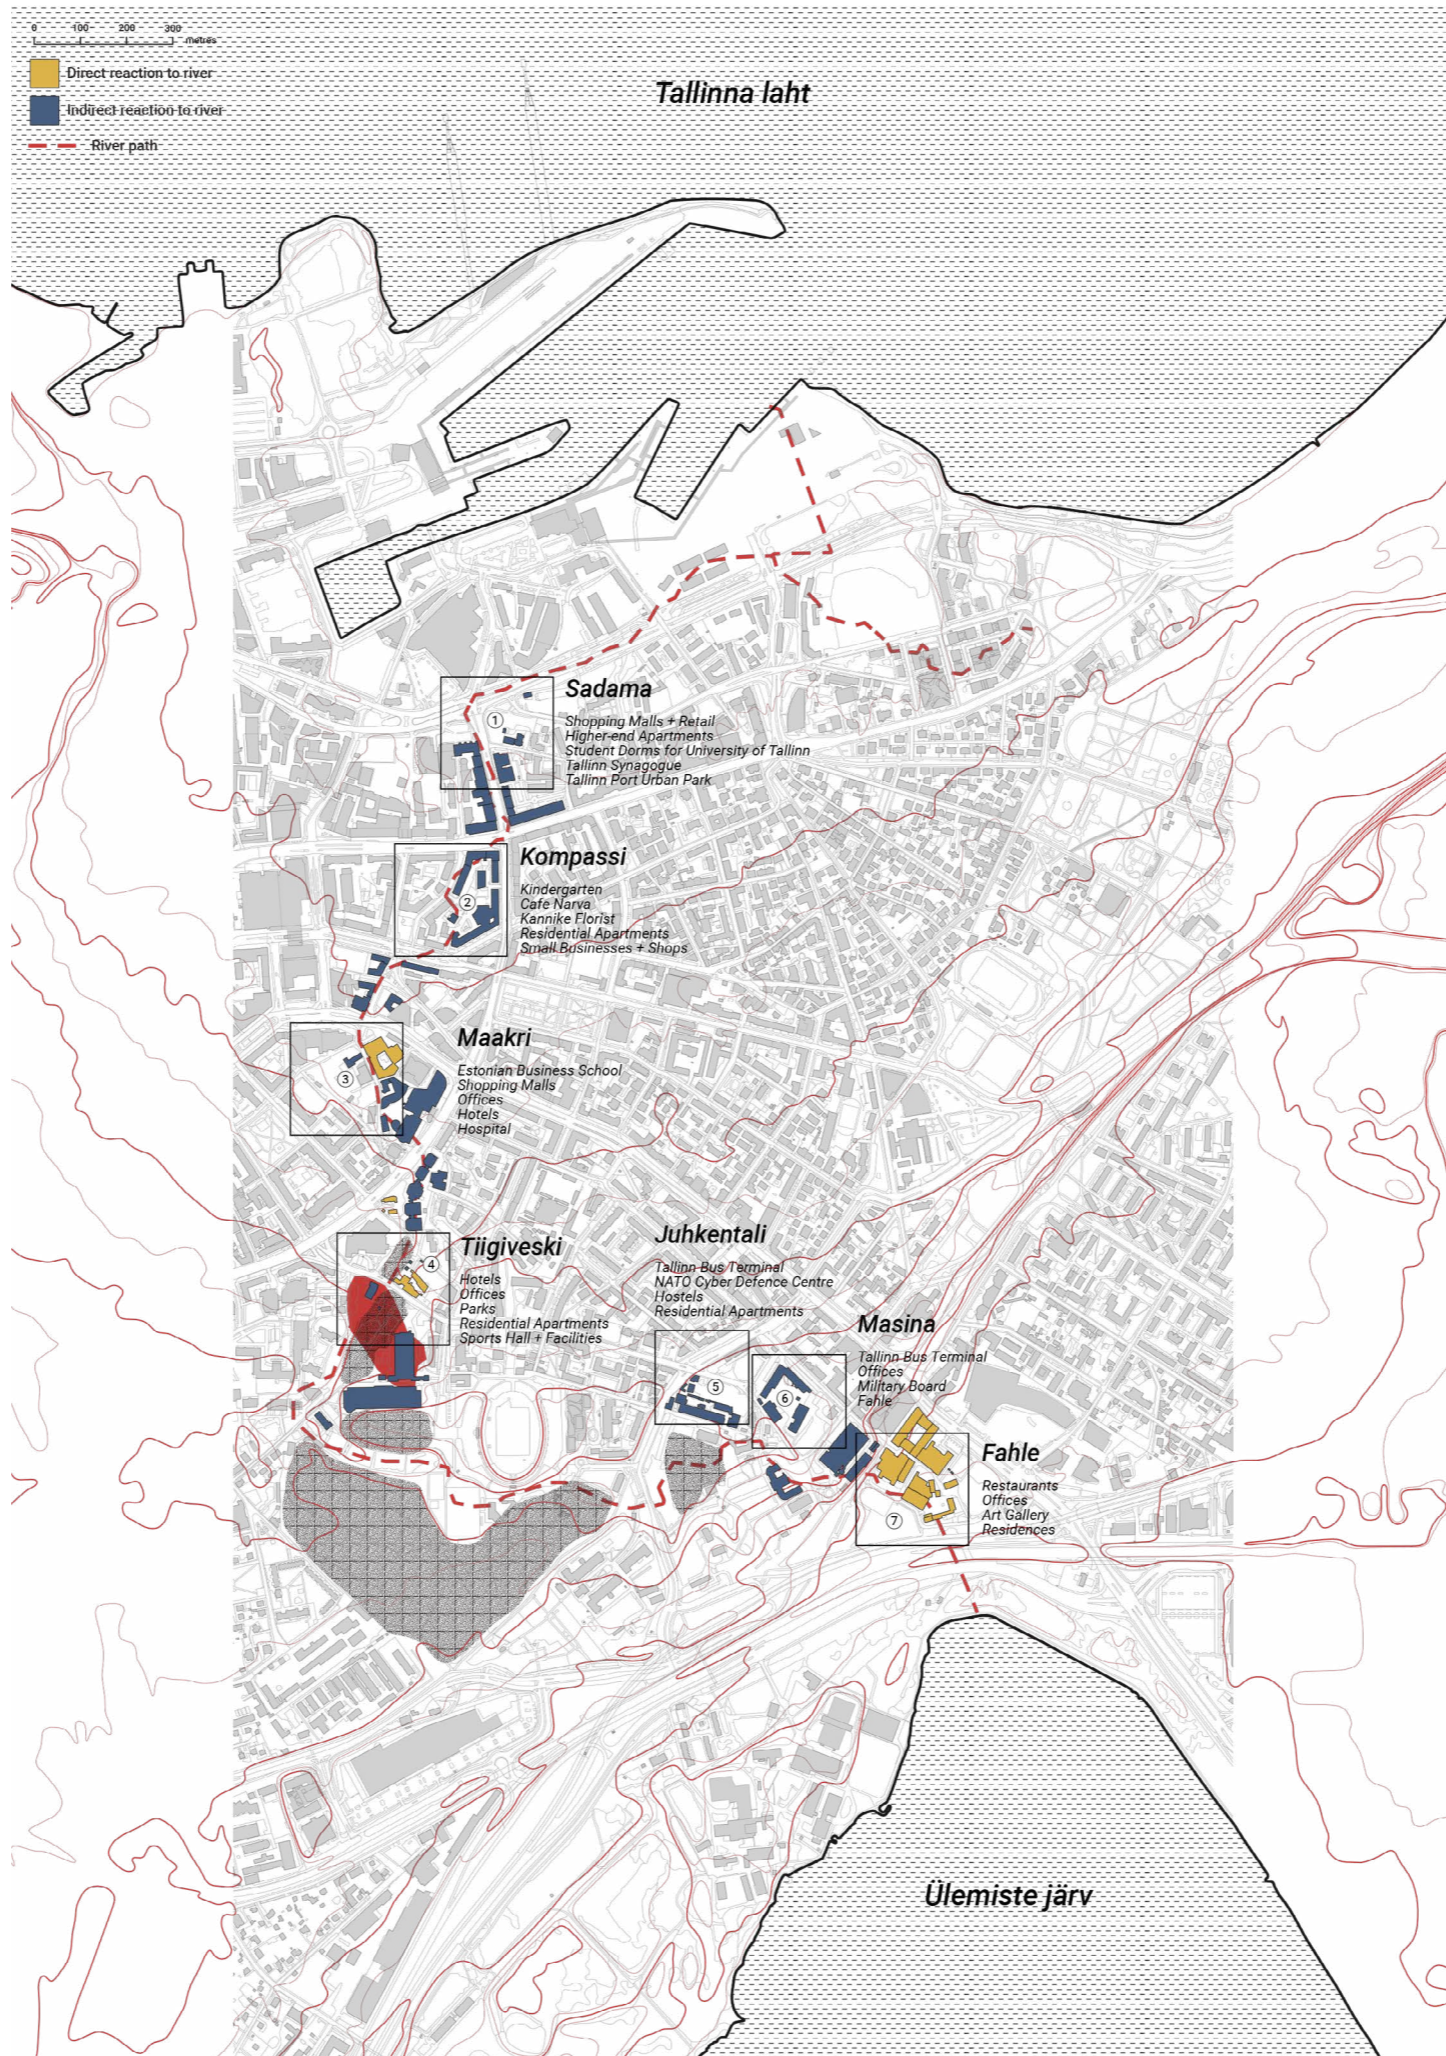 0 100 200 300
metres
Direct reaction to river
Indirect reaction to river
River path
Tallinna laht
Sadama
1
Shopping Malls + Retail
Higher-end Apartments
Student Dorms for University of Tallinn
Tallinn Synagogue
Tallinn Port Urban Park
Kompassi
2
Kindergarten
Cafe Narva
Kannike Florist
Residential Apartments
Small Businesses + Shops
Maakri
3
Estonian Business School
Shopping Malls
Offices
Hotels
Hospital
Tiigiveski
4
Hotels
Offices
Parks
Residential Apartments
Sports Hall + Facilities
Juhkentali
Tallinn Bus Terminal
NATO Cyber Defence Centre
Hostels
Residential Apartments
5
Masina
6
Tallinn Bus Terminal
Offices
Military Board
Fahle
Fahle
7
Restaurants
Offices
Art Gallery
Residences
Ülemiste järv